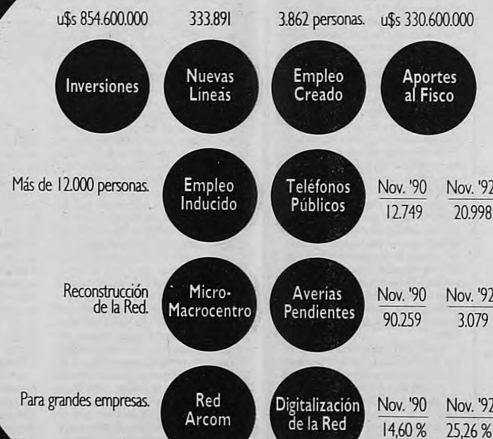 u$s 854.600.000 333.891 3.862 personas. u$s 330.600.000
Inversiones
Nuevas
Líneas
Empleo
Creado
Aportes
al Fisco
Más de 12.000 personas.
Empleo
Inducido
Teléfonos
Públicos
Nov. '90 Nov. '92
12.749 20.998
Reconstrucción
de la Red.
Micro-
Macrocentro
Averías
Pendientes
Nov. '90 Nov. '92
90.259 3.079
Para grandes empresas.
Red
Arcom
Digitalización
de la Red
Nov. '90 Nov. '92
14,60 % 25,26 %